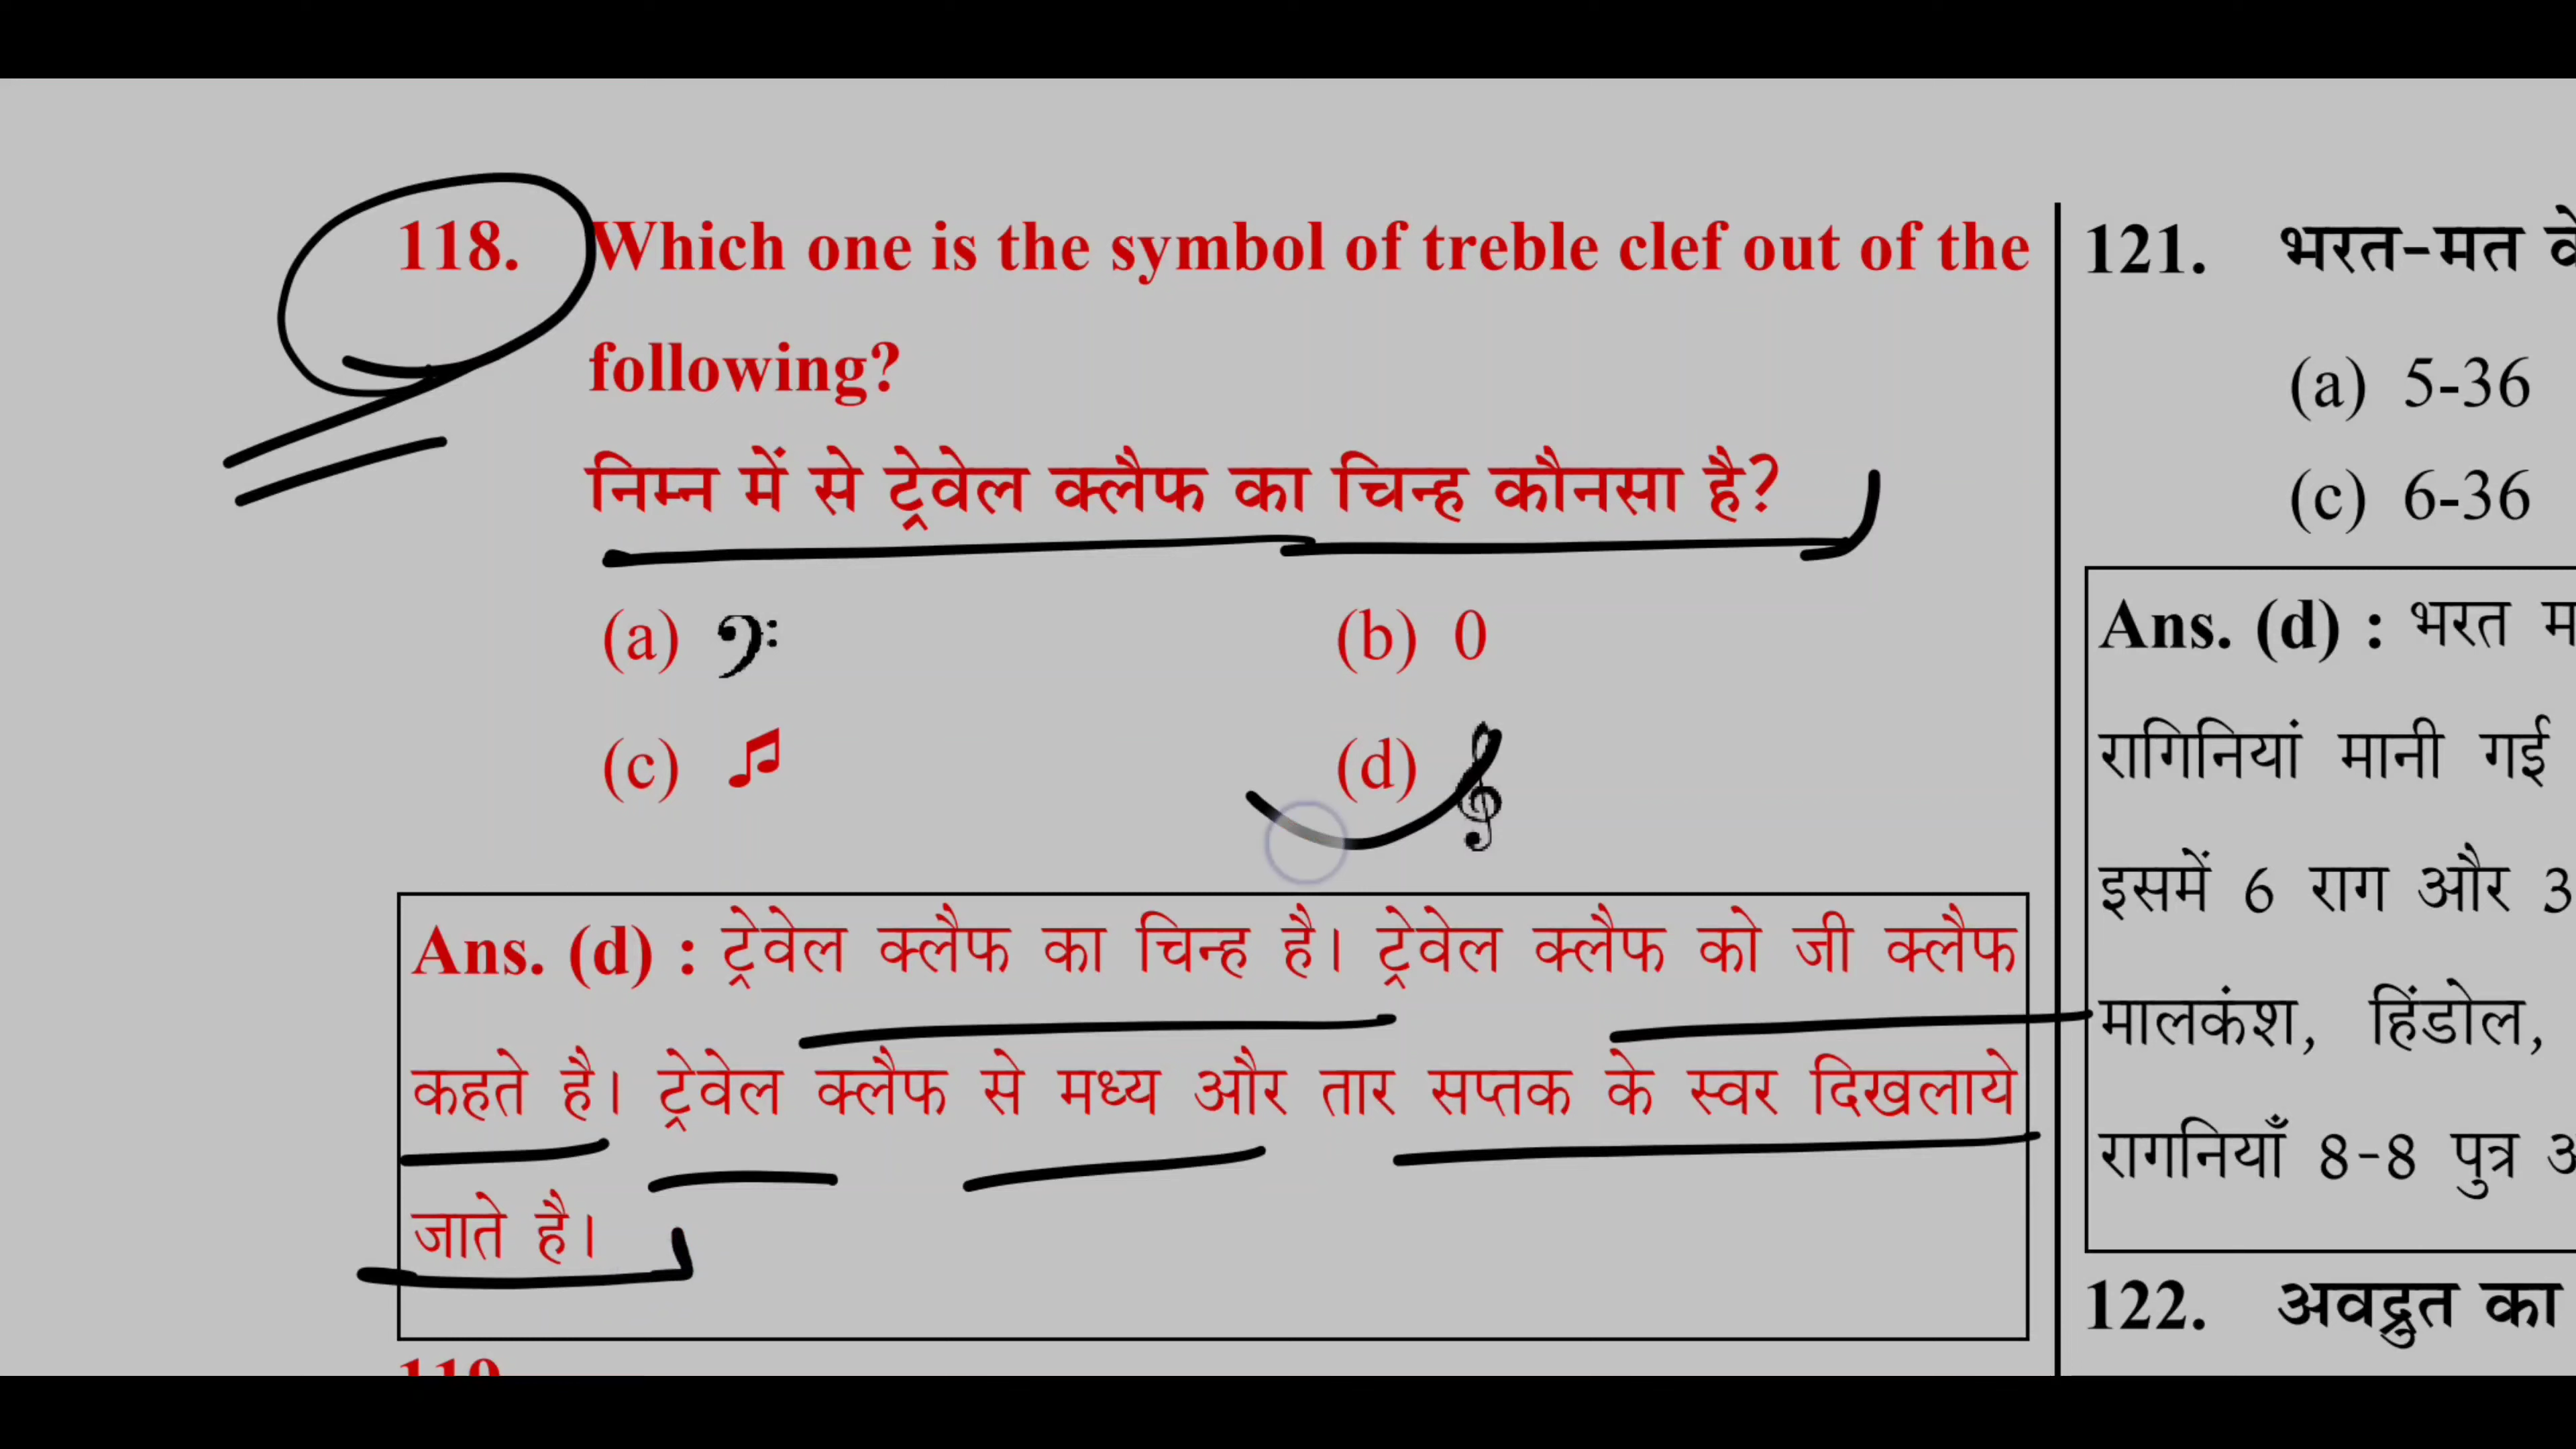 118. Which one is the symbol of treble clef out of the
following?
निम्न में से ट्रेवेल क्लैफ का चिन्ह कौनसा है?
(a) 𝄢 (b) 0
(c) ♫ (d) 𝄞
Ans. (d) : ट्रेवेल क्लैफ का चिन्ह है। ट्रेवेल क्लैफ को जी क्लैफ
कहते है। ट्रेवेल क्लैफ से मध्य और तार सप्तक के स्वर दिखलाये
जाते है।
121. भरत-मत
(a) 5-36
(c) 6-36
Ans. (d) : भरत
रागिनियां मानी गई
इसमें 6 राग और 3
मालकंश, हिंडोल,
रागनियाँ 8-8 पुत्र
122. अवद्रुत का